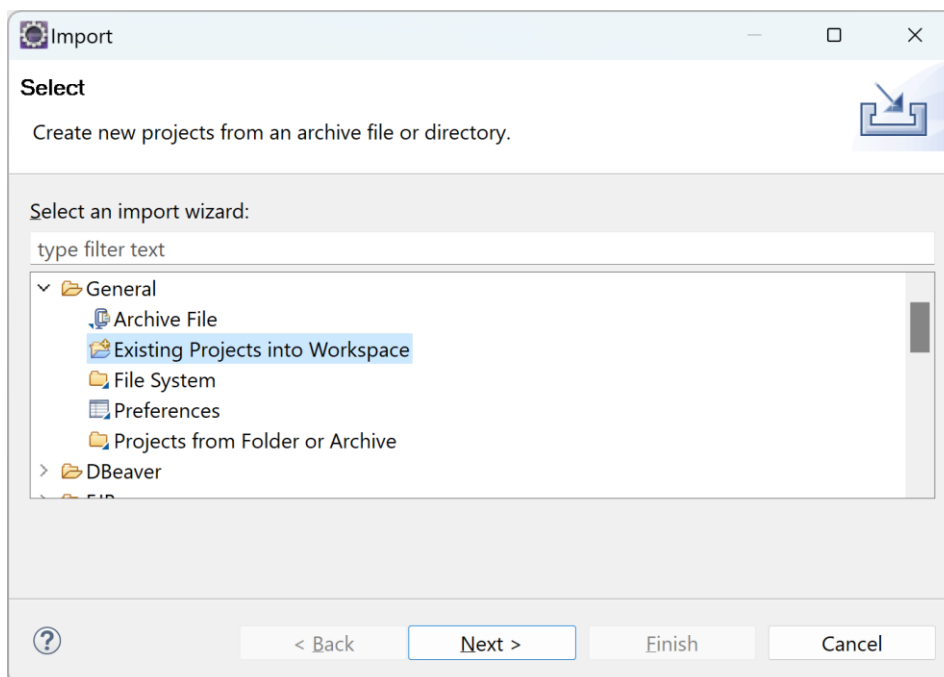 Import
Select
Create new projects from an archive file or directory.
Select an import wizard:
type filter text
General
Archive File
Existing Projects into Workspace
File System
Preferences
Projects from Folder or Archive
DBeaver
< Back
Next >
Finish
Cancel